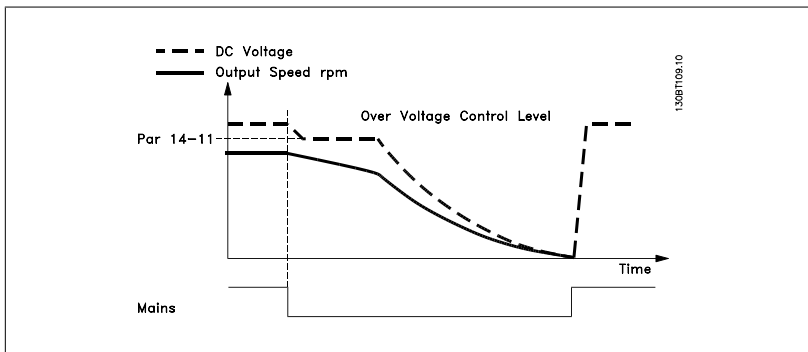 DC Voltage
Output Speed rpm
130BT109.10
Over Voltage Control Level
Par 14-11
Time
Mains